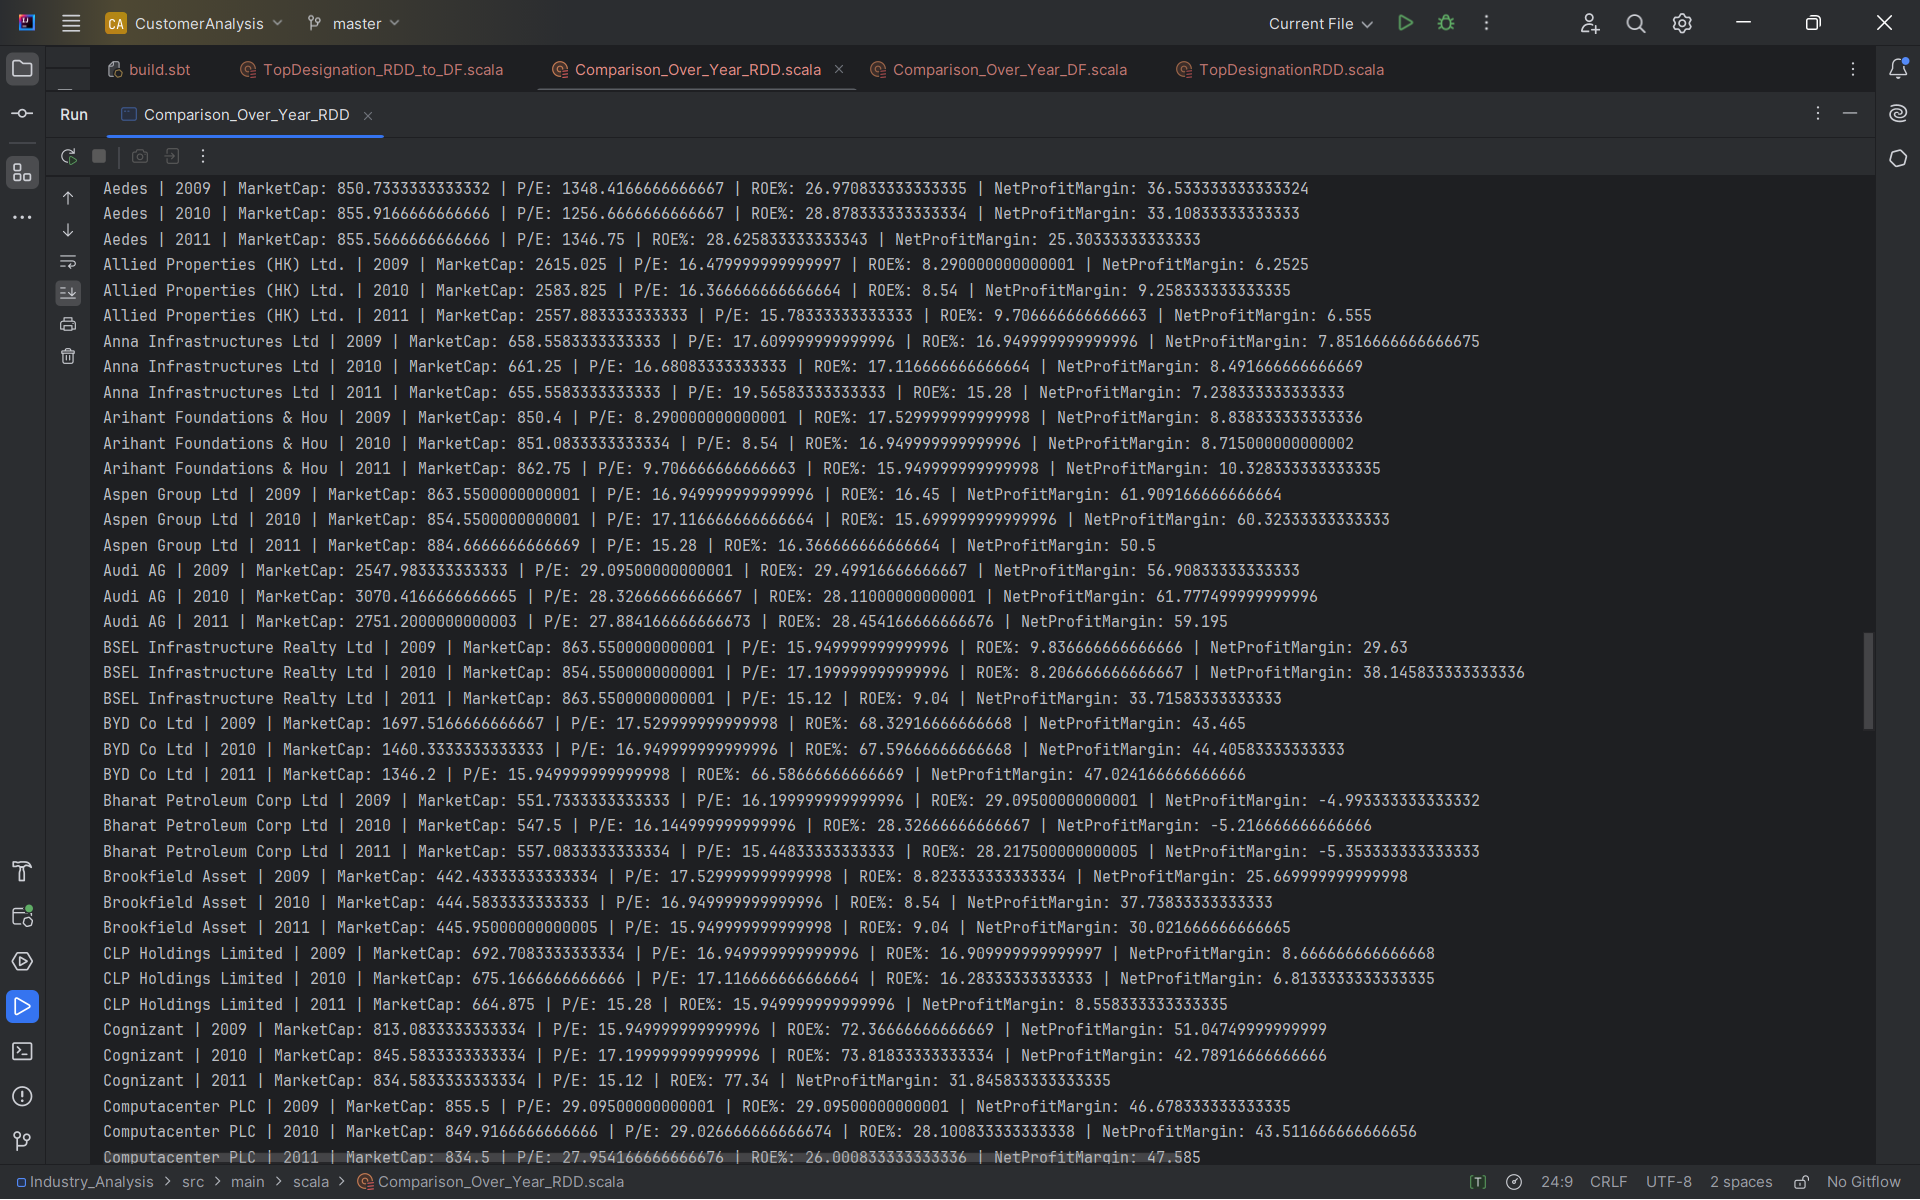 CA CustomerAnalysis master Current File
build.sbt TopDesignation_RDD_to_DF.scala Comparison_Over_Year_RDD.scala Comparison_Over_Year_DF.scala TopDesignationRDD.scala
Run Comparison_Over_Year_RDD
Aedes | 2009 | MarketCap: 850.7333333333332 | P/E: 1348.4166666666667 | ROE%: 26.970833333333335 | NetProfitMargin: 36.533333333333324
Aedes | 2010 | MarketCap: 855.9166666666666 | P/E: 1256.6666666666667 | ROE%: 28.878333333333334 | NetProfitMargin: 33.10833333333333
Aedes | 2011 | MarketCap: 855.5666666666666 | P/E: 1346.75 | ROE%: 28.625833333333343 | NetProfitMargin: 25.30333333333333
Allied Properties (HK) Ltd. | 2009 | MarketCap: 2615.025 | P/E: 16.479999999999997 | ROE%: 8.290000000000001 | NetProfitMargin: 6.2525
Allied Properties (HK) Ltd. | 2010 | MarketCap: 2583.825 | P/E: 16.366666666666664 | ROE%: 8.54 | NetProfitMargin: 9.258333333333335
Allied Properties (HK) Ltd. | 2011 | MarketCap: 2557.883333333333 | P/E: 15.78333333333333 | ROE%: 9.706666666666663 | NetProfitMargin: 6.555
Anna Infrastructures Ltd | 2009 | MarketCap: 658.5583333333333 | P/E: 17.609999999999996 | ROE%: 16.949999999999996 | NetProfitMargin: 7.8516666666666675
Anna Infrastructures Ltd | 2010 | MarketCap: 661.25 | P/E: 16.68083333333333 | ROE%: 17.116666666666664 | NetProfitMargin: 8.491666666666669
Anna Infrastructures Ltd | 2011 | MarketCap: 655.5583333333333 | P/E: 19.56583333333333 | ROE%: 15.28 | NetProfitMargin: 7.238333333333333
Arihant Foundations & Hou | 2009 | MarketCap: 850.4 | P/E: 8.290000000000001 | ROE%: 17.529999999999998 | NetProfitMargin: 8.838333333333336
Arihant Foundations & Hou | 2010 | MarketCap: 851.0833333333334 | P/E: 8.54 | ROE%: 16.949999999999996 | NetProfitMargin: 8.715000000000002
Arihant Foundations & Hou | 2011 | MarketCap: 862.75 | P/E: 9.706666666666663 | ROE%: 15.949999999999998 | NetProfitMargin: 10.328333333333335
Aspen Group Ltd | 2009 | MarketCap: 863.5500000000001 | P/E: 16.949999999999996 | ROE%: 16.45 | NetProfitMargin: 61.909166666666664
Aspen Group Ltd | 2010 | MarketCap: 854.5500000000001 | P/E: 17.116666666666664 | ROE%: 15.699999999999996 | NetProfitMargin: 60.32333333333333
Aspen Group Ltd | 2011 | MarketCap: 884.6666666666669 | P/E: 15.28 | ROE%: 16.366666666666664 | NetProfitMargin: 50.5
Audi AG | 2009 | MarketCap: 2547.983333333333 | P/E: 29.09500000000001 | ROE%: 29.49916666666667 | NetProfitMargin: 56.90833333333333
Audi AG | 2010 | MarketCap: 3070.4166666666665 | P/E: 28.32666666666667 | ROE%: 28.11000000000001 | NetProfitMargin: 61.777499999999996
Audi AG | 2011 | MarketCap: 2751.2000000000003 | P/E: 27.884166666666673 | ROE%: 28.454166666666676 | NetProfitMargin: 59.195
BSEL Infrastructure Realty Ltd | 2009 | MarketCap: 863.5500000000001 | P/E: 15.949999999999996 | ROE%: 9.836666666666666 | NetProfitMargin: 29.63
BSEL Infrastructure Realty Ltd | 2010 | MarketCap: 854.5500000000001 | P/E: 17.199999999999996 | ROE%: 8.206666666666667 | NetProfitMargin: 38.145833333333336
BSEL Infrastructure Realty Ltd | 2011 | MarketCap: 863.5500000000001 | P/E: 15.12 | ROE%: 9.04 | NetProfitMargin: 33.71583333333333
BYD Co Ltd | 2009 | MarketCap: 1697.5166666666667 | P/E: 17.529999999999998 | ROE%: 68.32916666666668 | NetProfitMargin: 43.465
BYD Co Ltd | 2010 | MarketCap: 1460.3333333333333 | P/E: 16.949999999999996 | ROE%: 67.59666666666668 | NetProfitMargin: 44.40583333333333
BYD Co Ltd | 2011 | MarketCap: 1346.2 | P/E: 15.949999999999998 | ROE%: 66.58666666666669 | NetProfitMargin: 47.024166666666666
Bharat Petroleum Corp Ltd | 2009 | MarketCap: 551.7333333333333 | P/E: 16.199999999999996 | ROE%: 29.09500000000001 | NetProfitMargin: -4.993333333333332
Bharat Petroleum Corp Ltd | 2010 | MarketCap: 547.5 | P/E: 16.144999999999996 | ROE%: 28.32666666666667 | NetProfitMargin: -5.216666666666666
Bharat Petroleum Corp Ltd | 2011 | MarketCap: 557.0833333333334 | P/E: 15.44833333333333 | ROE%: 28.217500000000005 | NetProfitMargin: -5.353333333333333
Brookfield Asset | 2009 | MarketCap: 442.43333333333334 | P/E: 17.529999999999998 | ROE%: 8.823333333333334 | NetProfitMargin: 25.669999999999998
Brookfield Asset | 2010 | MarketCap: 444.5833333333333 | P/E: 16.949999999999996 | ROE%: 8.54 | NetProfitMargin: 37.73833333333333
Brookfield Asset | 2011 | MarketCap: 445.95000000000005 | P/E: 15.949999999999998 | ROE%: 9.04 | NetProfitMargin: 30.021666666666665
CLP Holdings Limited | 2009 | MarketCap: 692.7083333333334 | P/E: 16.949999999999996 | ROE%: 16.909999999999997 | NetProfitMargin: 8.666666666666668
CLP Holdings Limited | 2010 | MarketCap: 675.1666666666666 | P/E: 17.116666666666664 | ROE%: 16.28333333333333 | NetProfitMargin: 6.8133333333333335
CLP Holdings Limited | 2011 | MarketCap: 664.875 | P/E: 15.28 | ROE%: 15.949999999999996 | NetProfitMargin: 8.558333333333335
Cognizant | 2009 | MarketCap: 813.0833333333334 | P/E: 15.949999999999996 | ROE%: 72.36666666666669 | NetProfitMargin: 51.04749999999999
Cognizant | 2010 | MarketCap: 845.5833333333334 | P/E: 17.199999999999996 | ROE%: 73.81833333333334 | NetProfitMargin: 42.78916666666666
Cognizant | 2011 | MarketCap: 834.5833333333334 | P/E: 15.12 | ROE%: 77.34 | NetProfitMargin: 31.845833333333335
Computacenter PLC | 2009 | MarketCap: 855.5 | P/E: 29.09500000000001 | ROE%: 29.09500000000001 | NetProfitMargin: 46.678333333333335
Computacenter PLC | 2010 | MarketCap: 849.9166666666666 | P/E: 29.026666666666674 | ROE%: 28.100833333333338 | NetProfitMargin: 43.511666666666656
Computacenter PLC | 2011 | MarketCap: 834.5 | P/E: 27.954166666666676 | ROE%: 26.000833333333336 | NetProfitMargin: 47.585
Industry_Analysis > src > main > scala > Comparison_Over_Year_RDD.scala [T] 24:9 CRLF UTF-8 2 spaces No Gitflow